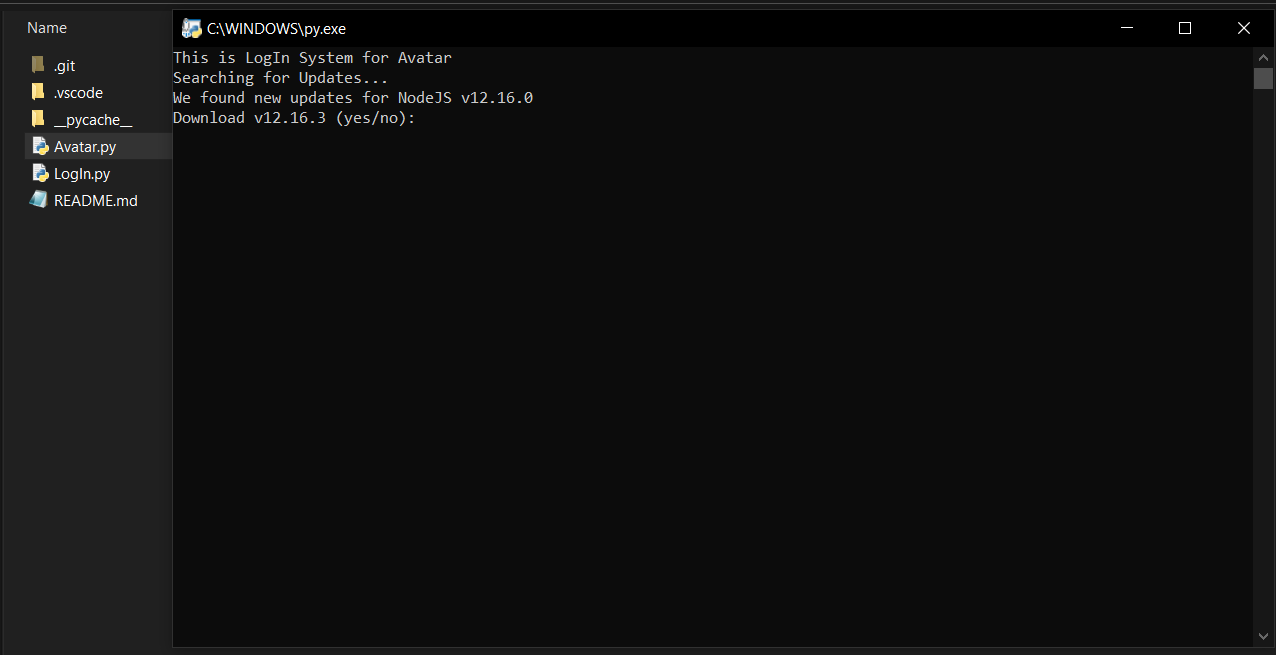 Name
.git
.vscode
__pycache__
Avatar.py
LogIn.py
README.md
C:\WINDOWS\py.exe
This is LogIn System for Avatar
Searching for Updates...
We found new updates for NodeJS v12.16.0
Download v12.16.3 (yes/no):